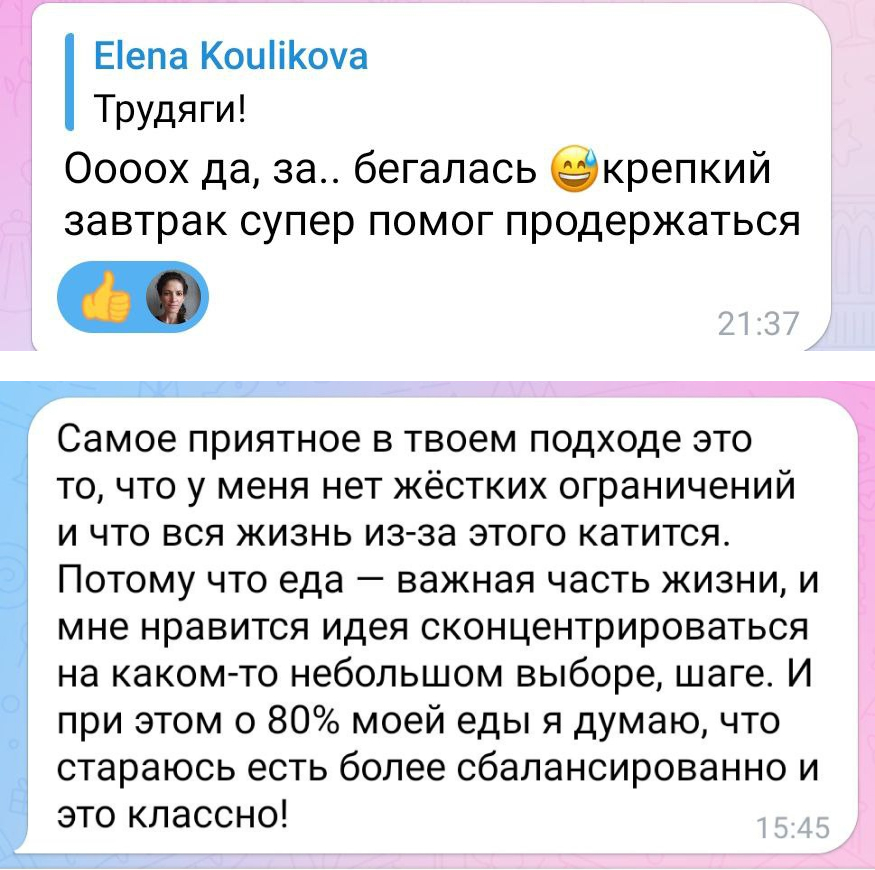 Elena Koulikova
Трудяги!
Ооооох да, за.. бегалась 😅крепкий
завтрак супер помог продержаться
👍
21:37
Самое приятное в твоем подходе это
то, что у меня нет жёстких ограничений
и что вся жизнь из-за этого катится.
Потому что еда — важная часть жизни, и
мне нравится идея сконцентрироваться
на каком-то небольшом выборе, шаге. И
при этом о 80% моей еды я думаю, что
стараюсь есть более сбалансированно и
это классно!
15:45